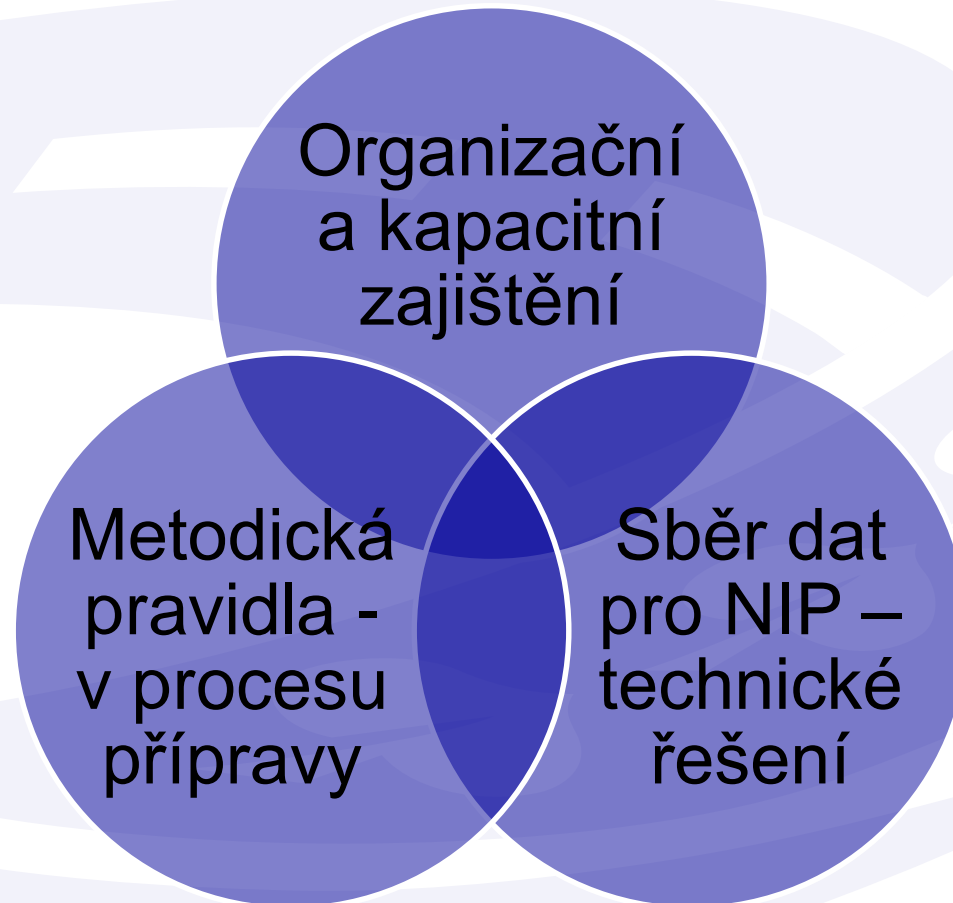 Organizační
a kapacitní
zajištění
Metodická
pravidla -
v procesu
přípravy
Sběr dat
pro NIP –
technické
řešení